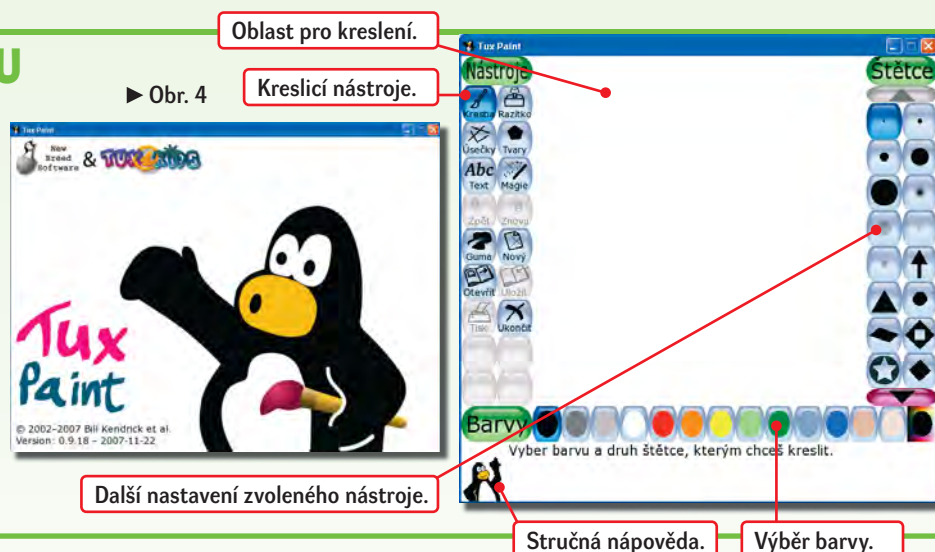 U
► Obr. 4
Oblast pro kreslení.
Kreslicí nástroje.
Tux Paint
New
Breed
Software
& TUX4KIDS
Tux
Paint
© 2002–2007 Bill Kendrick et al.
Version: 0.9.18 – 2007-11-22
Tux Paint
Nástroje
Štětce
Kresba Razítko
Úsečky Tvary
Abc
Text Magie
Zpět Znovu
Guma Nový
Otevřít Uložit
Tisk Ukončit
Barvy
Vyber barvu a druh štětce, kterým chceš kreslit.
Další nastavení zvoleného nástroje.
Stručná nápověda.
Výběr barvy.